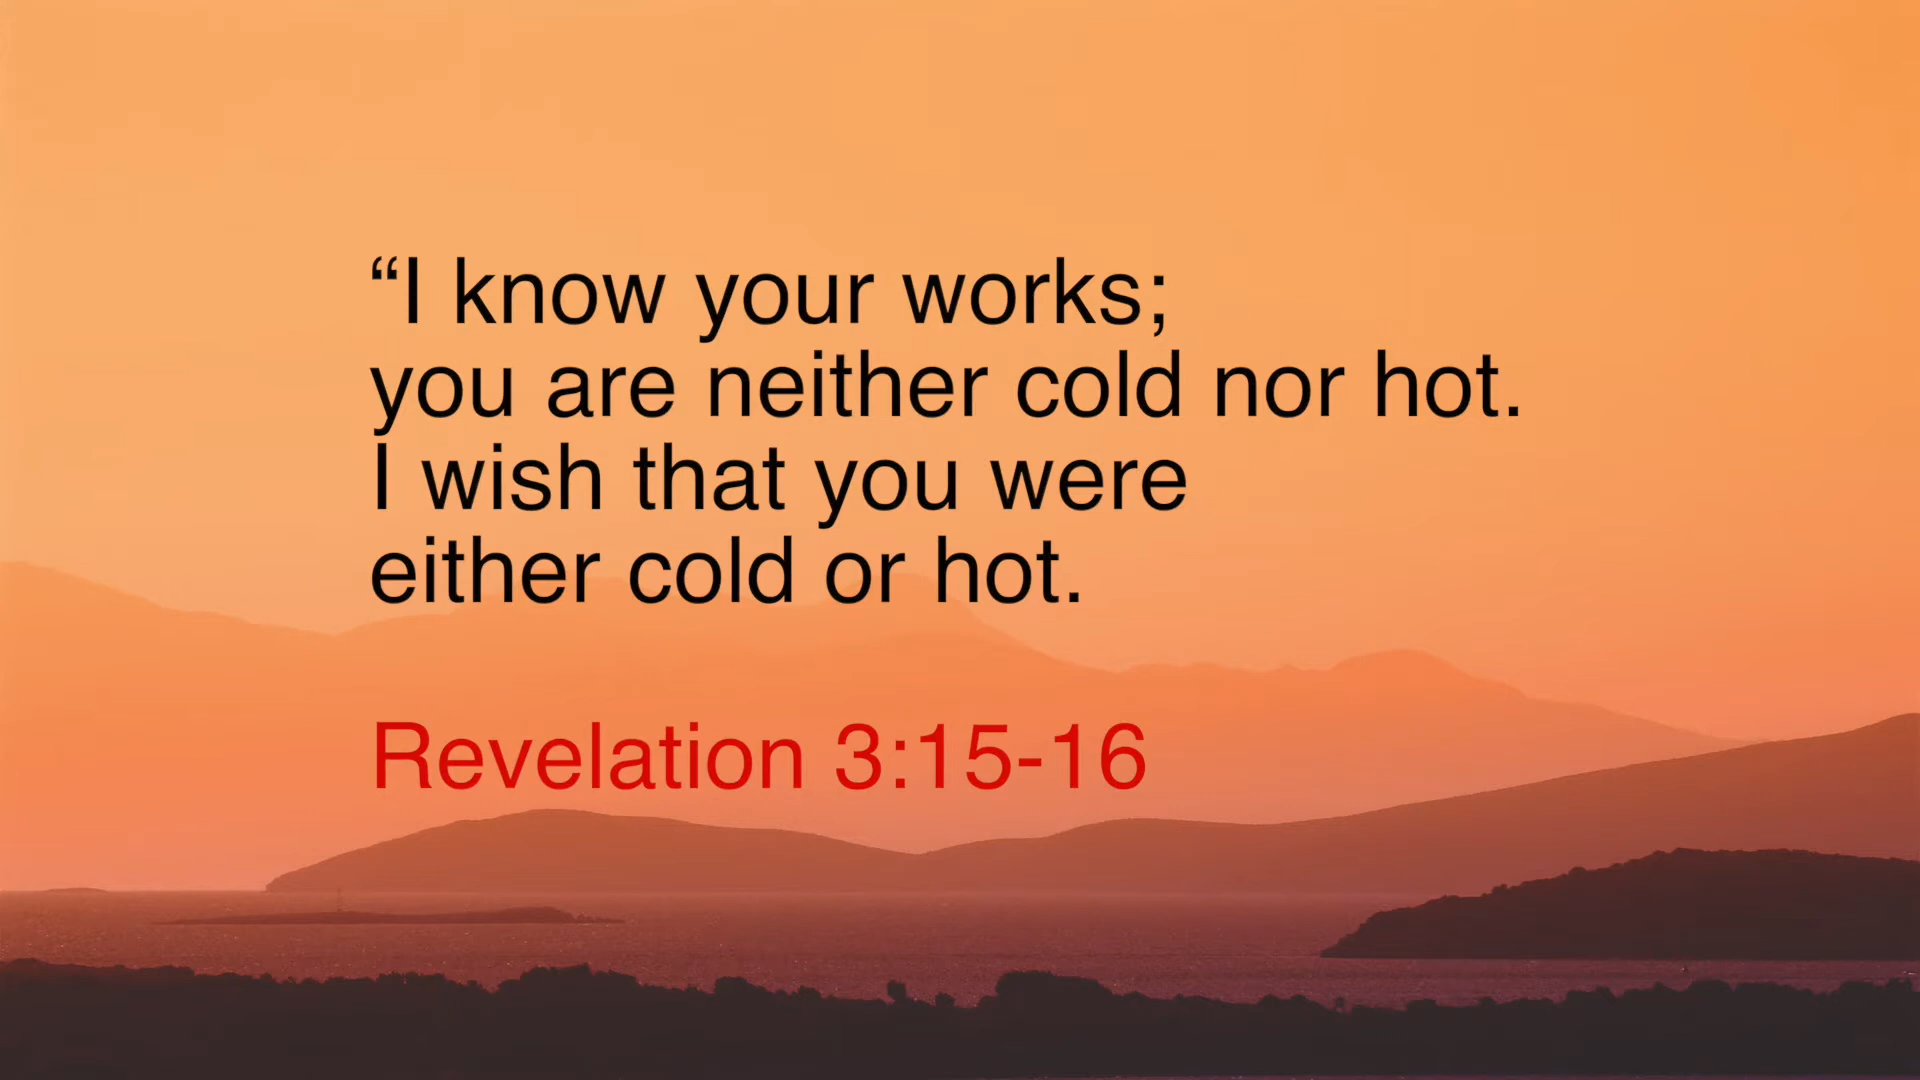 “I know your works;
you are neither cold nor hot.
I wish that you were
either cold or hot.
Revelation 3:15-16